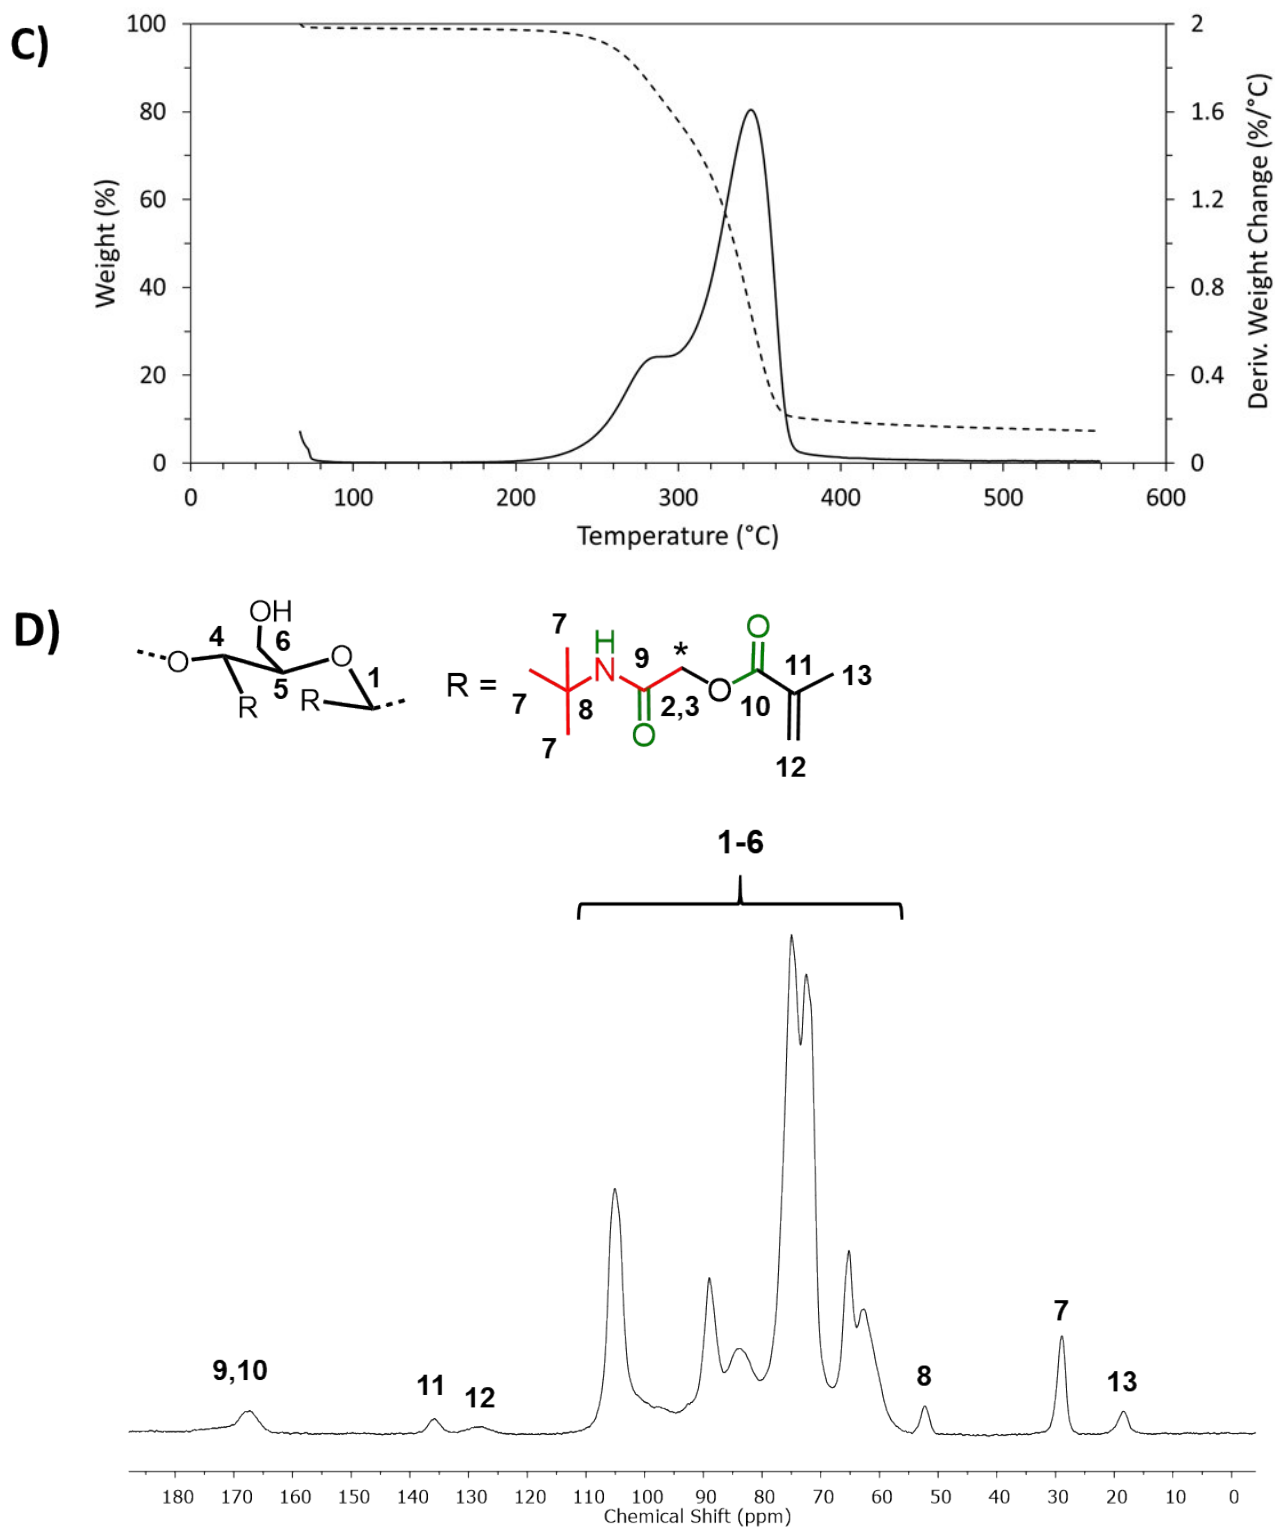 C)
100 2
80 1.6
60 1.2
40 0.8
20 0.4
0 0
Weight (%)
Deriv. Weight Change (%/°C)
0 100 200 300 400 500 600
Temperature (°C)
D)
OH
4 6
O O 1
5
R R
R = 7 H N 9 * O 11 13
7 8 O 2,3 O 10
7 12
1-6
9,10 11 12 8 7 13
180 170 160 150 140 130 120 110 100 90 80 70 60 50 40 30 20 10 0
Chemical Shift (ppm)